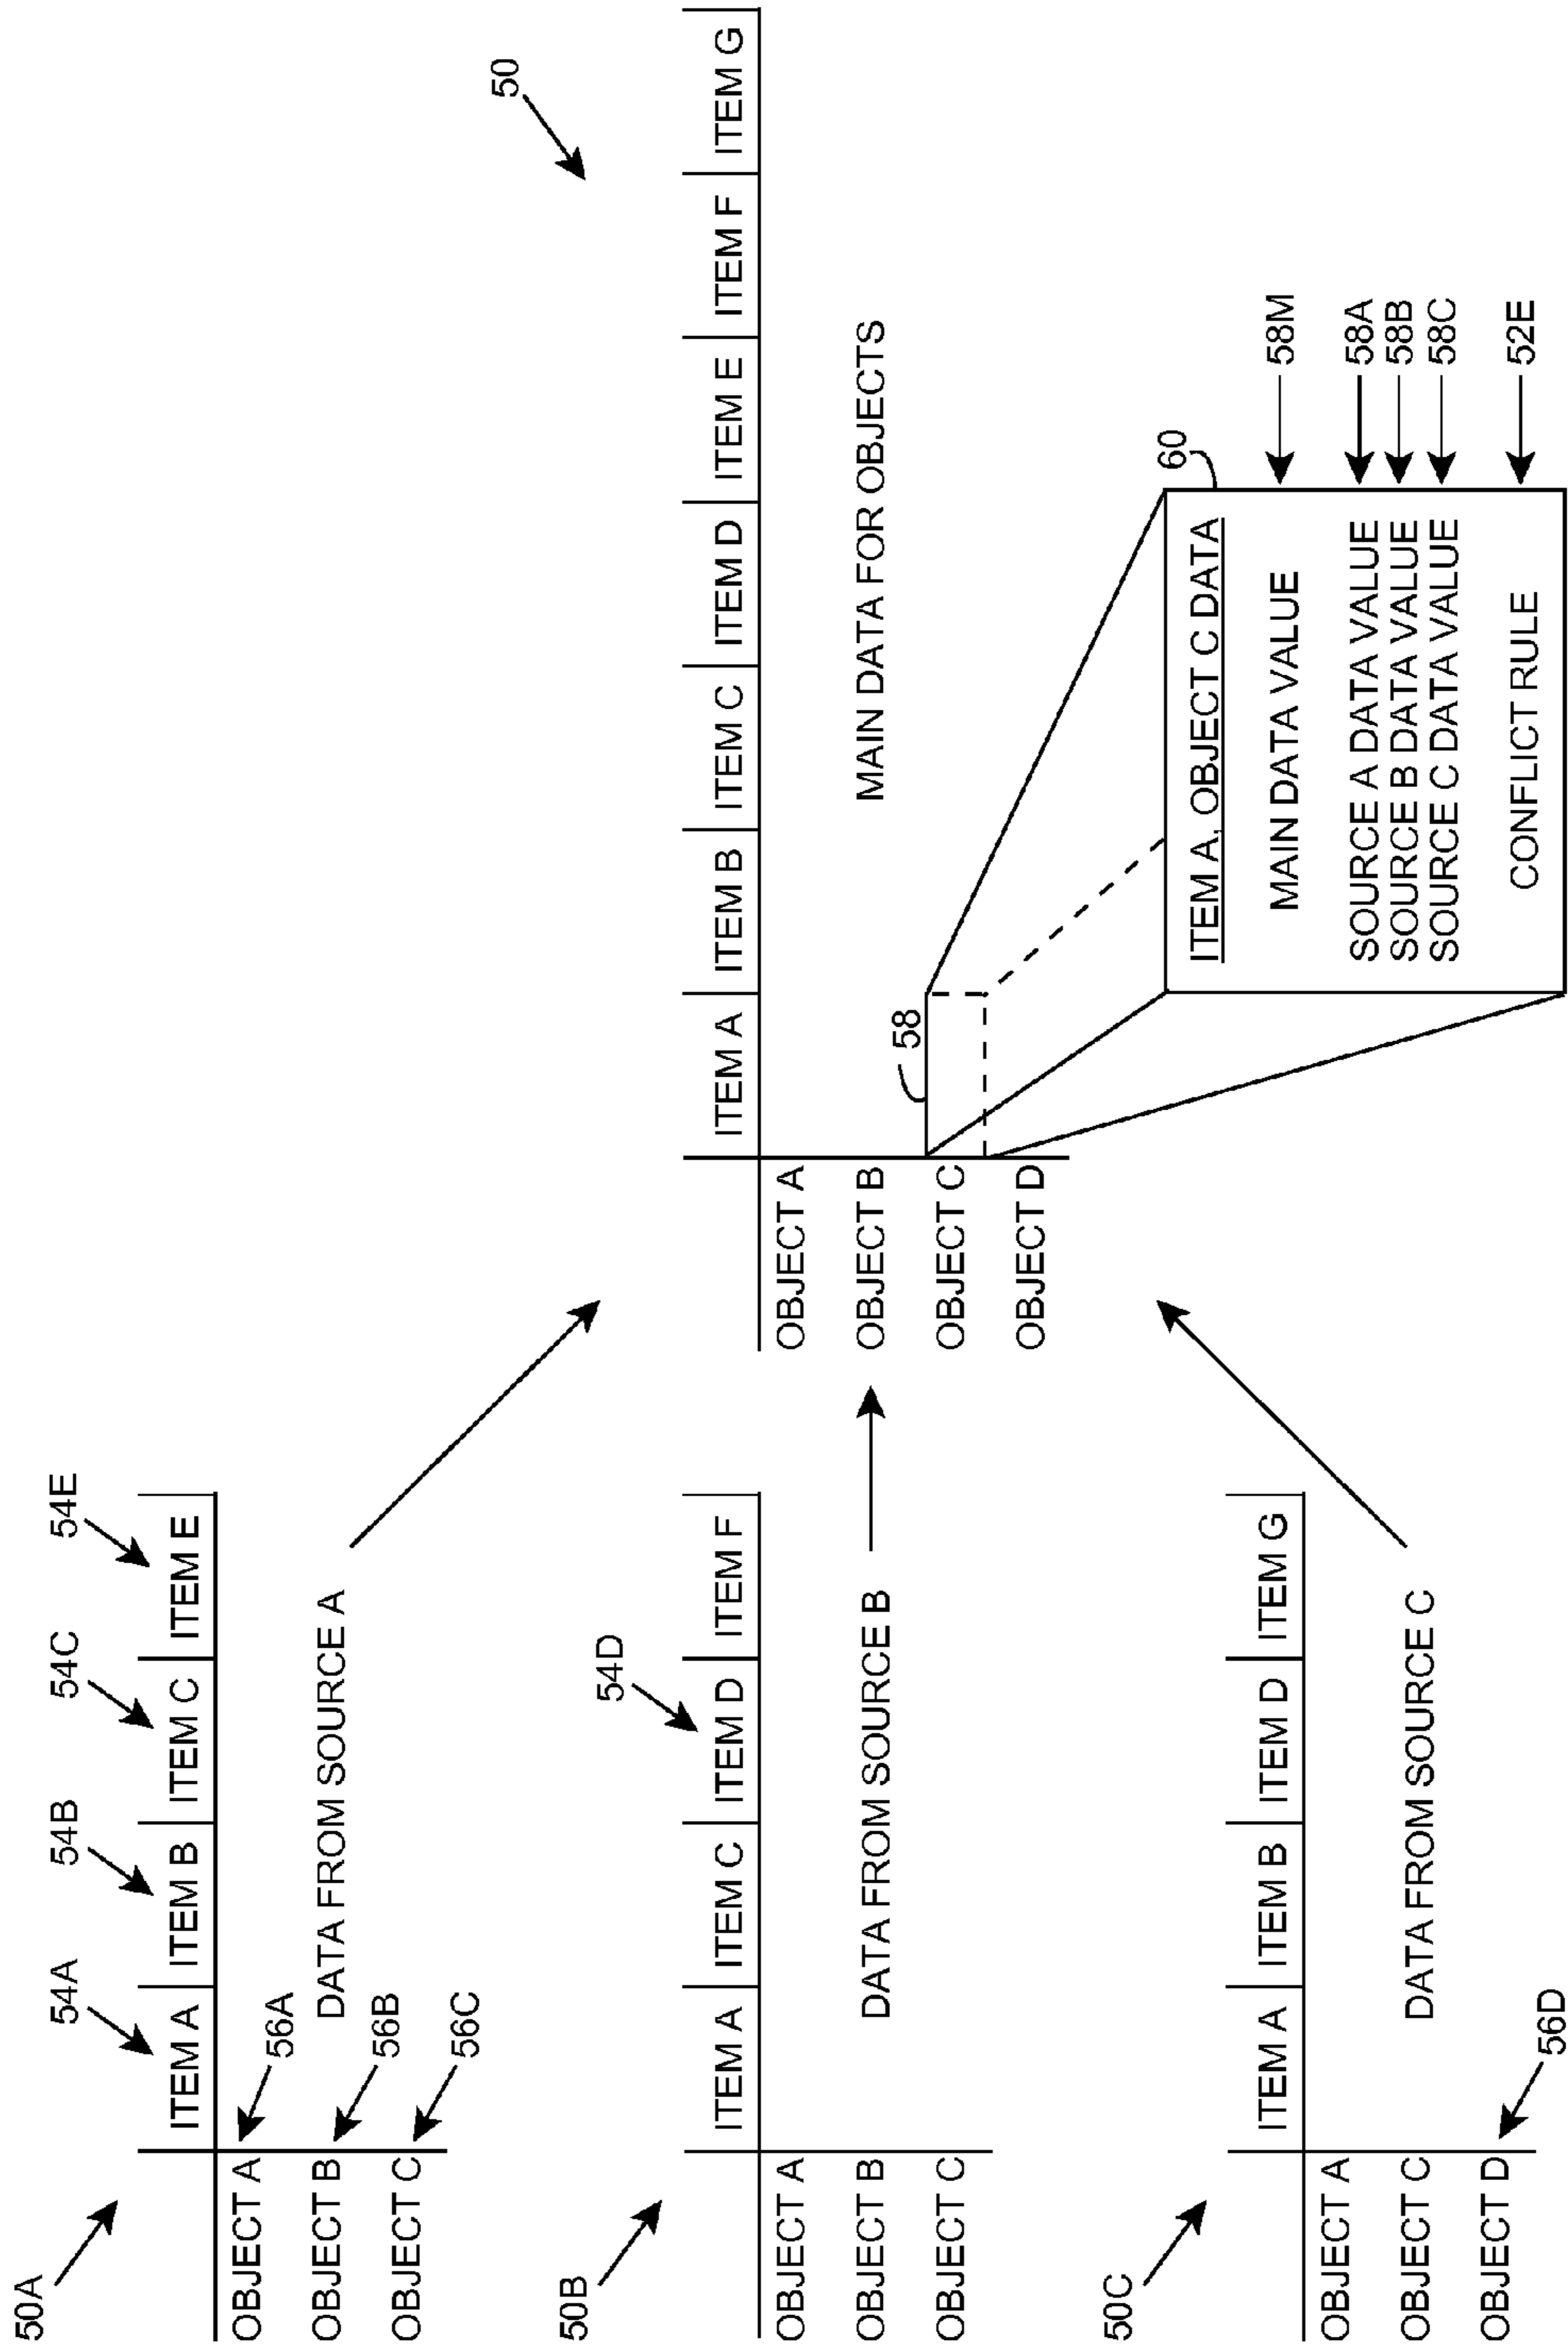 50A
54A
54B
54C
54E
ITEM A
ITEM B
ITEM C
ITEM E
OBJECT A
OBJECT B
OBJECT C
56A
56B
56C
DATA FROM SOURCE A
50B
54D
ITEM A
ITEM C
ITEM D
ITEM F
OBJECT A
OBJECT B
OBJECT C
DATA FROM SOURCE B
50C
ITEM A
ITEM B
ITEM D
ITEM G
OBJECT A
OBJECT C
OBJECT D
DATA FROM SOURCE C
56D
50
ITEM A
ITEM B
ITEM C
ITEM D
ITEM E
ITEM F
ITEM G
OBJECT A
OBJECT B
OBJECT C
OBJECT D
MAIN DATA FOR OBJECTS
58
60
ITEM A, OBJECT C DATA
MAIN DATA VALUE
58M
SOURCE A DATA VALUE
58A
SOURCE B DATA VALUE
58B
SOURCE C DATA VALUE
58C
CONFLICT RULE
52E